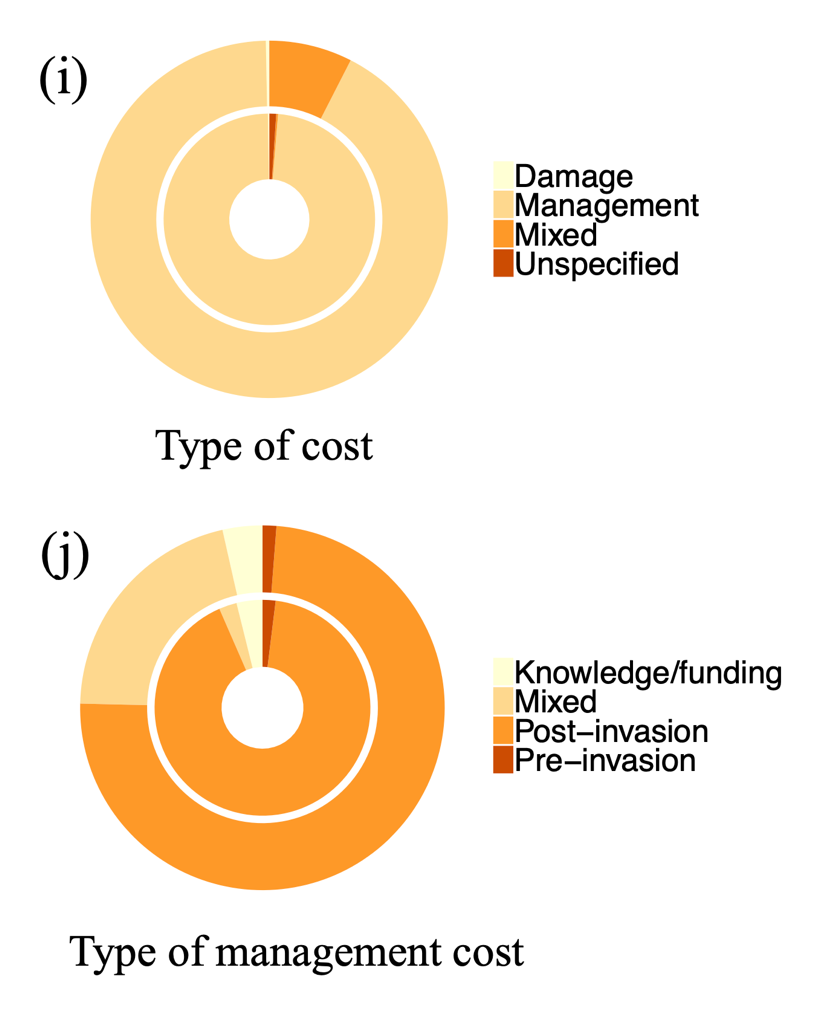 (i)
Damage
Management
Mixed
Unspecified
Type of cost
(j)
Knowledge/funding
Mixed
Post−invasion
Pre−invasion
Type of management cost